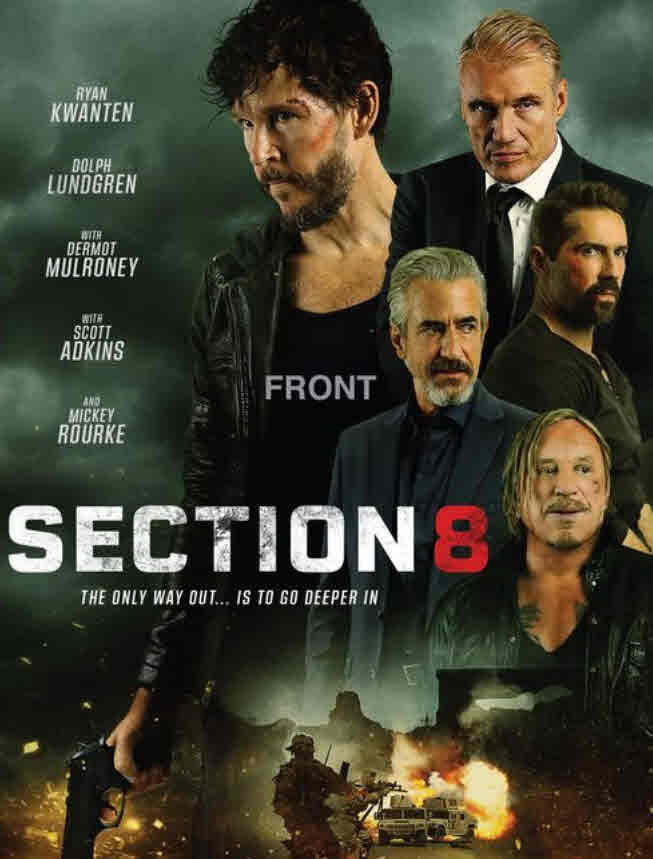 RYAN
KWANTEN
DOLPH
LUNDGREN
WITH
DERMOT
MULRONEY
WITH
SCOTT
ADKINS
AND
MICKEY
ROURKE
FRONT
SECTION 8
THE ONLY WAY OUT... IS TO GO DEEPER IN